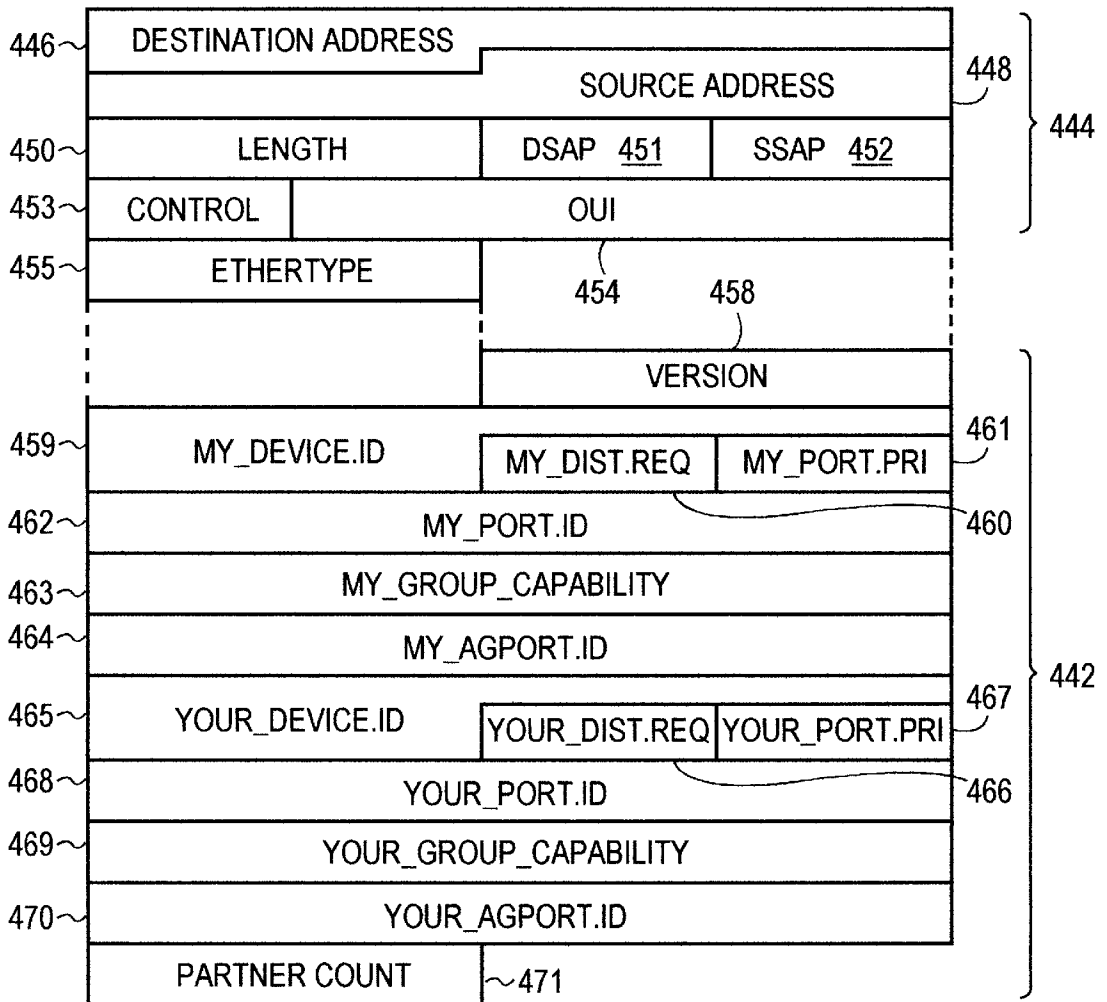 446 DESTINATION ADDRESS
SOURCE ADDRESS 448
444
450 LENGTH DSAP 451 SSAP 452
453 CONTROL OUI
455 ETHERTYPE 454 458
VERSION
459 MY_DEVICE.ID MY_DIST.REQ MY_PORT.PRI 461
462 MY_PORT.ID 460
463 MY_GROUP_CAPABILITY
464 MY_AGPORT.ID
442
465 YOUR_DEVICE.ID YOUR_DIST.REQ YOUR_PORT.PRI 467
468 YOUR_PORT.ID 466
469 YOUR_GROUP_CAPABILITY
470 YOUR_AGPORT.ID
PARTNER COUNT 471